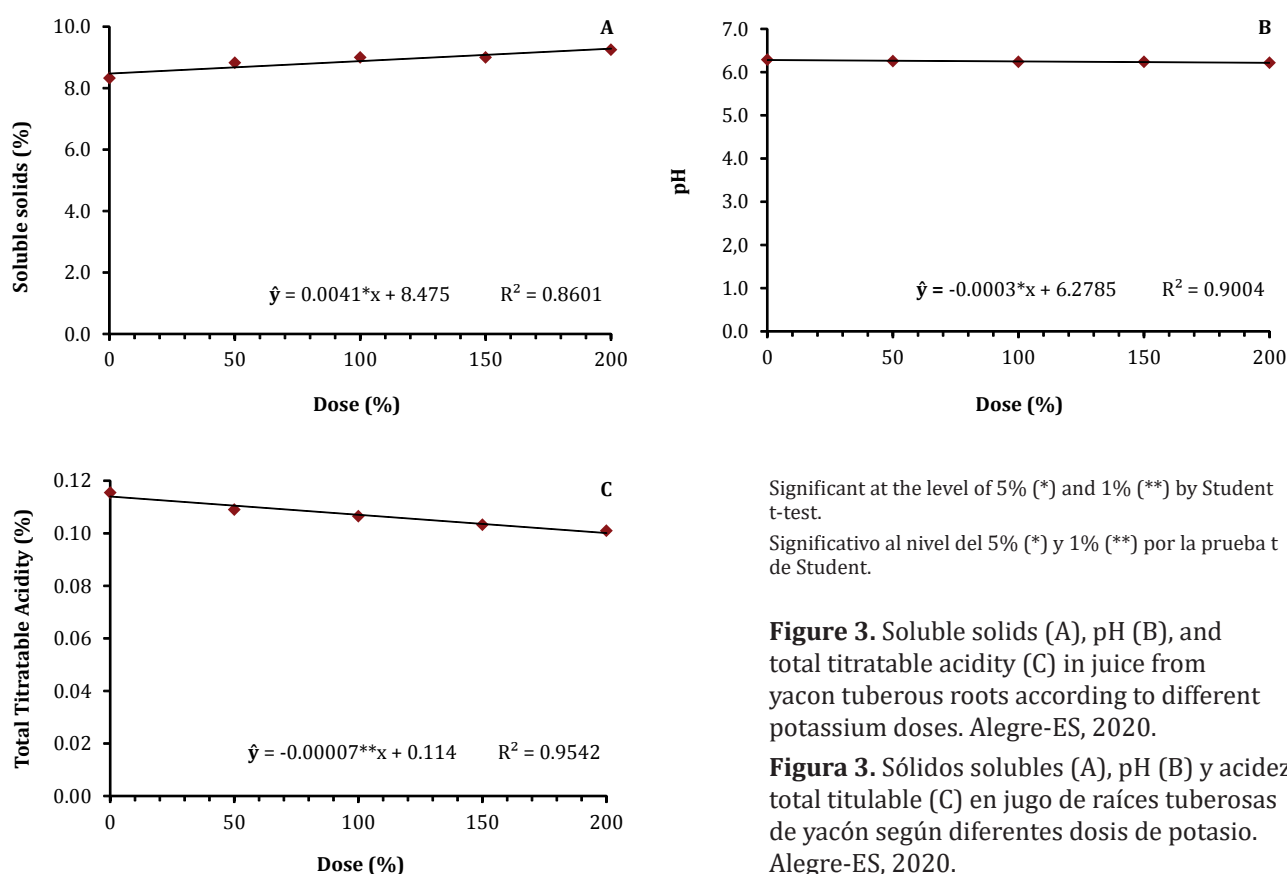 10.0
A
8.0
6.0
4.0
2.0
0.0
Soluble solids (%)
ŷ = 0.0041*x + 8.475 R² = 0.8601
0 50 100 150 200
Dose (%)
7.0
B
6.0
5.0
4.0
3.0
2,0
1.0
0.0
pH
ŷ = -0.0003*x + 6.2785 R² = 0.9004
0 50 100 150 200
Dose (%)
0.12
C
0.10
0.08
0.06
0.04
0.02
0.00
Total Titratable Acidity (%)
ŷ = -0.00007**x + 0.114 R² = 0.9542
0 50 100 150 200
Dose (%)
Significant at the level of 5% (*) and 1% (**) by Student
t-test.
Significativo al nivel del 5% (*) y 1% (**) por la prueba t
de Student.
Figure 3. Soluble solids (A), pH (B), and
total titratable acidity (C) in juice from
yacon tuberous roots according to different
potassium doses. Alegre-ES, 2020.
Figura 3. Sólidos solubles (A), pH (B) y acidez
total titulable (C) en jugo de raíces tuberosas
de yacón según diferentes dosis de potasio.
Alegre-ES, 2020.